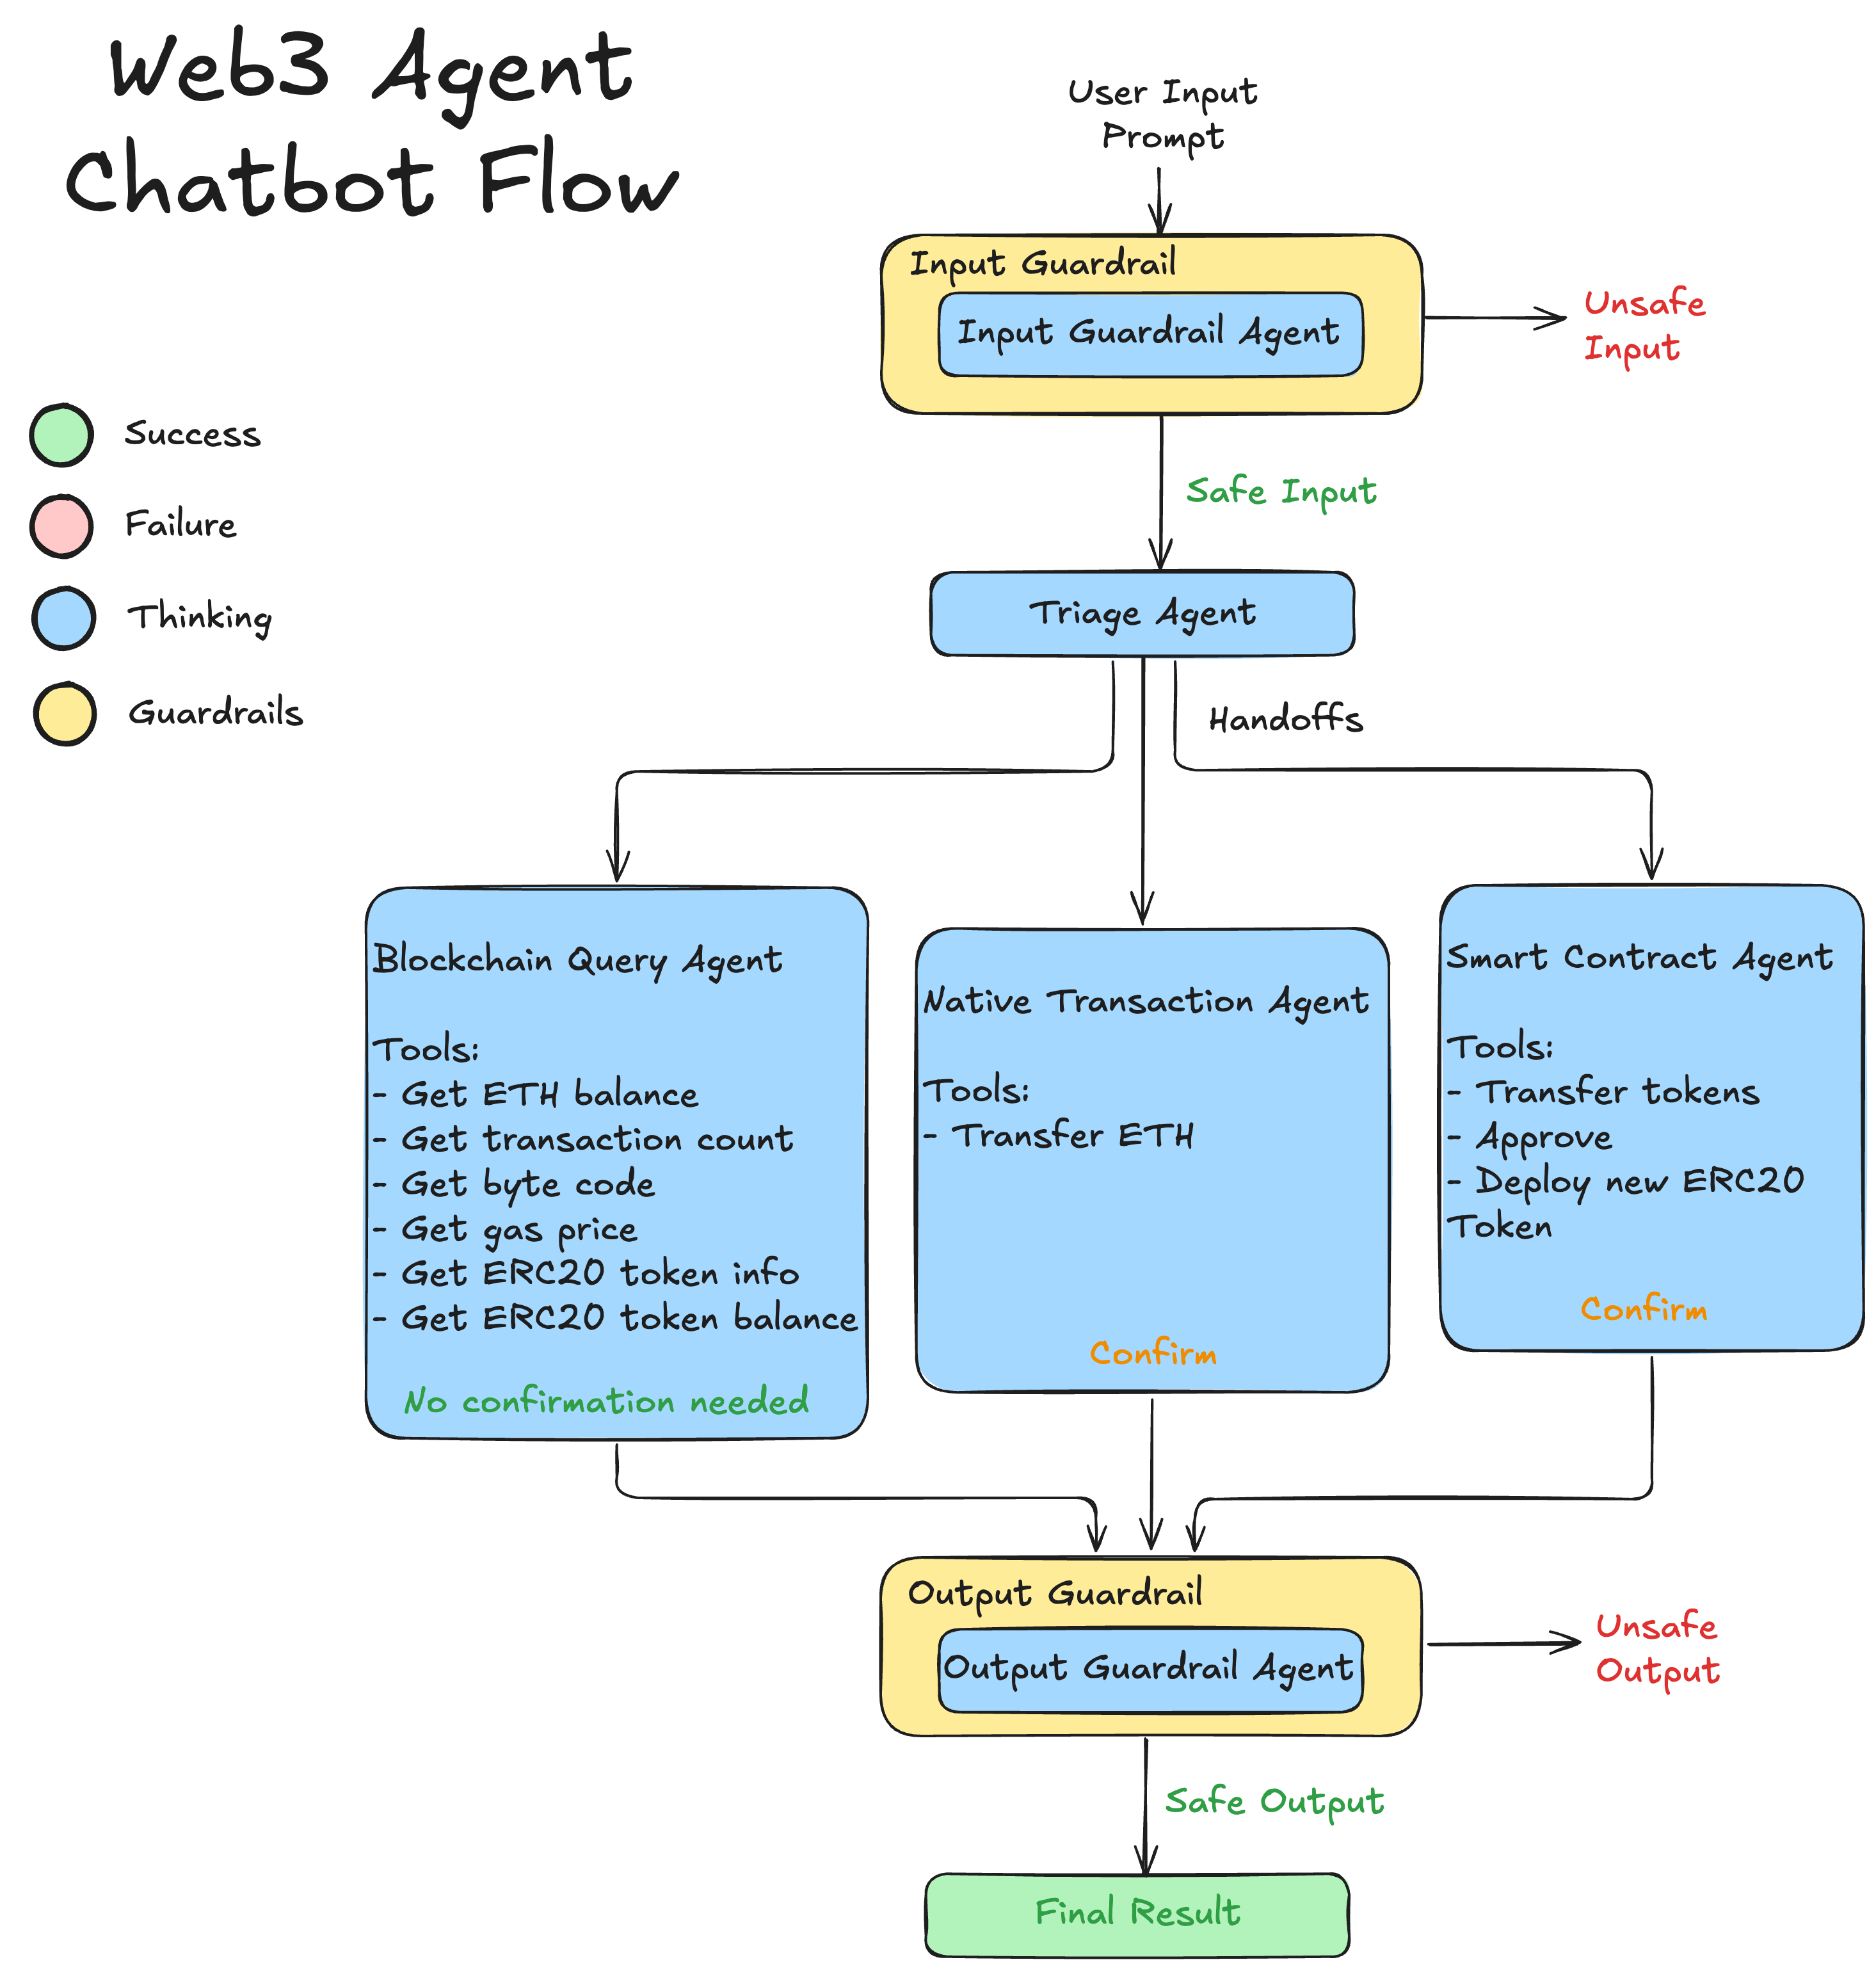 Web3 Agent
Chatbot Flow
User Input
Prompt
Input Guardrail
Input Guardrail Agent
Unsafe
Input
Success
Failure
Thinking
Guardrails
Safe Input
Triage Agent
Handoffs
Blockchain Query Agent
Tools:
- Get ETH balance
- Get transaction count
- Get byte code
- Get gas price
- Get ERC20 token info
- Get ERC20 token balance
No confirmation needed
Native Transaction Agent
Tools:
- Transfer ETH
Confirm
Smart Contract Agent
Tools:
- Transfer tokens
- Approve
- Deploy new ERC20
Token
Confirm
Output Guardrail
Output Guardrail Agent
Unsafe
Output
Safe Output
Final Result